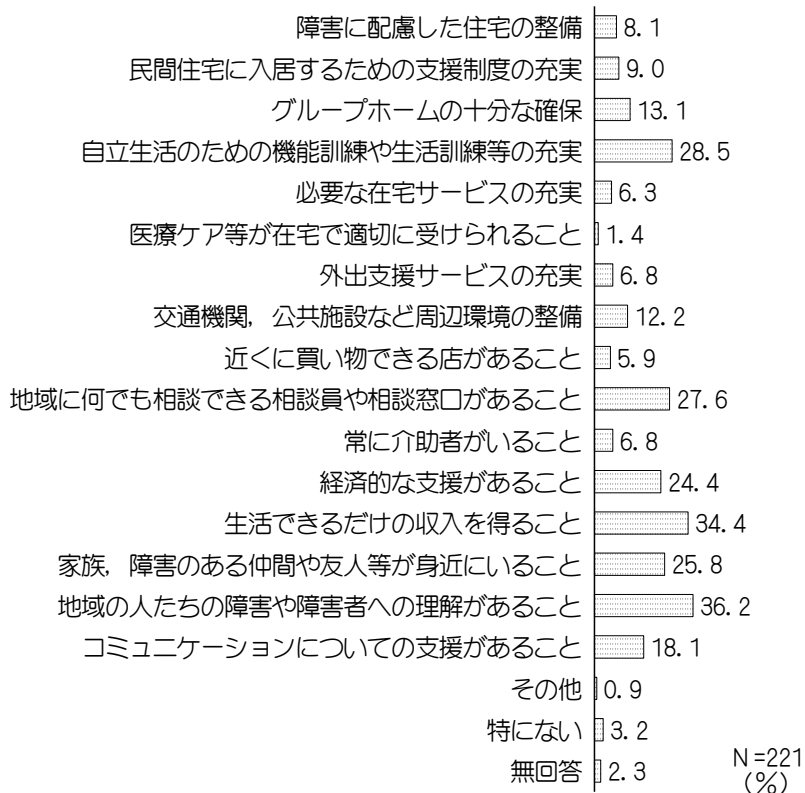 障害に配慮した住宅の整備 8.1
民間住宅に入居するための支援制度の充実 9.0
グループホームの十分な確保 13.1
自立生活のための機能訓練や生活訓練等の充実 28.5
必要な在宅サービスの充実 6.3
医療ケア等が在宅で適切に受けられること 1.4
外出支援サービスの充実 6.8
交通機関，公共施設など周辺環境の整備 12.2
近くに買い物できる店があること 5.9
地域に何でも相談できる相談員や相談窓口があること 27.6
常に介助者がいること 6.8
経済的な支援があること 24.4
生活できるだけの収入を得ること 34.4
家族，障害のある仲間や友人等が身近にいること 25.8
地域の人たちの障害や障害者への理解があること 36.2
コミュニケーションについての支援があること 18.1
その他 0.9
特にない 3.2
無回答 2.3
N=221
(％)